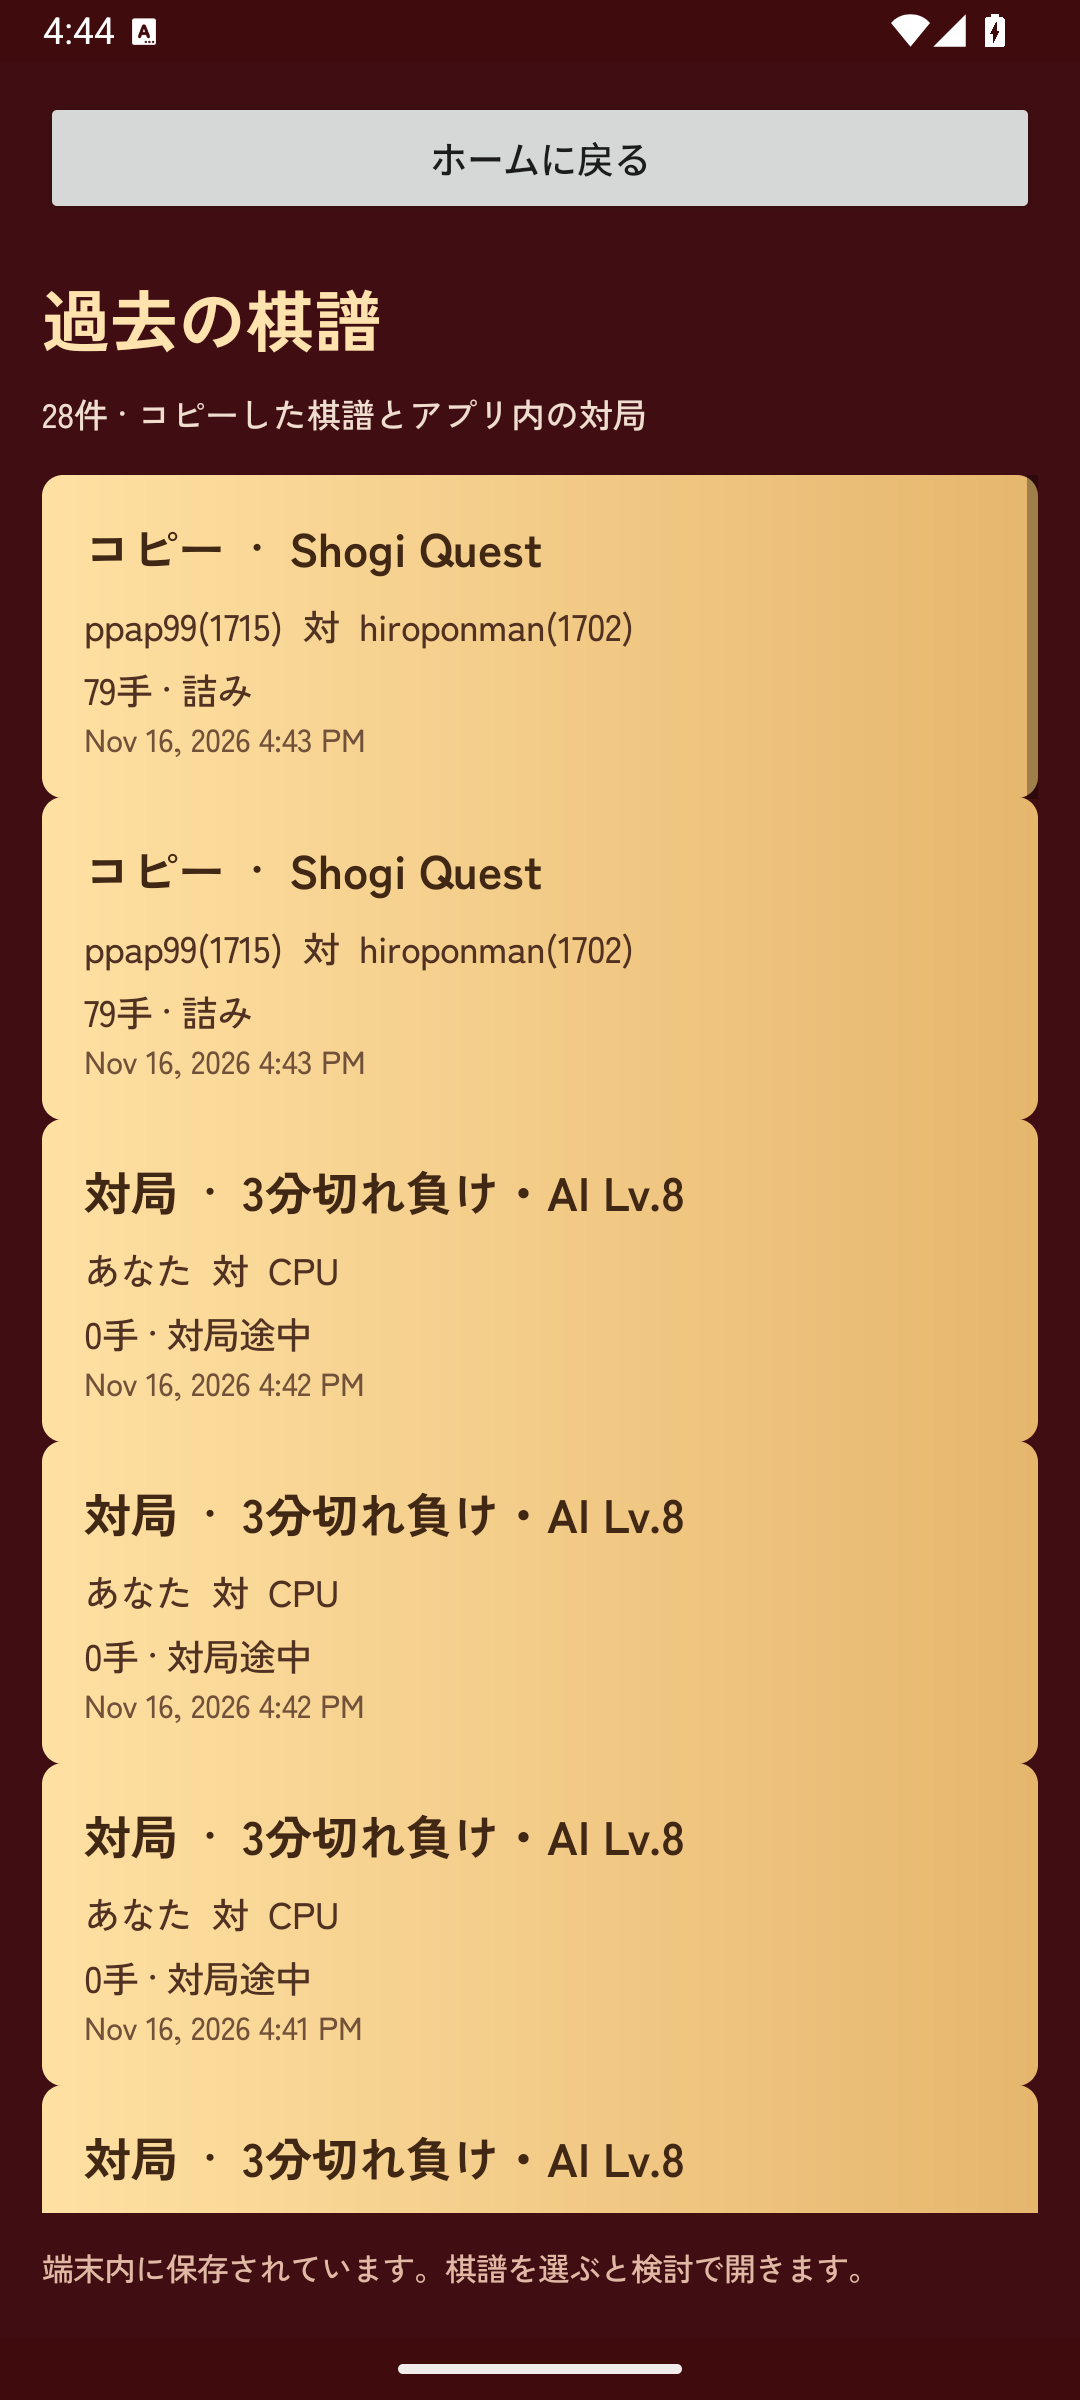 4:44
ホームに戻る
過去の棋譜
28件 · コピーした棋譜とアプリ内の対局
コピー · Shogi Quest
ppap99(1715) 対 hiroponman(1702)
79手 · 詰み
Nov 16, 2026 4:43 PM
コピー · Shogi Quest
ppap99(1715) 対 hiroponman(1702)
79手 · 詰み
Nov 16, 2026 4:43 PM
対局 · 3分切れ負け・AI Lv.8
あなた 対 CPU
0手 · 対局途中
Nov 16, 2026 4:42 PM
対局 · 3分切れ負け・AI Lv.8
あなた 対 CPU
0手 · 対局途中
Nov 16, 2026 4:42 PM
対局 · 3分切れ負け・AI Lv.8
あなた 対 CPU
0手 · 対局途中
Nov 16, 2026 4:41 PM
対局 · 3分切れ負け・AI Lv.8
端末内に保存されています。棋譜を選ぶと検討で開きます。